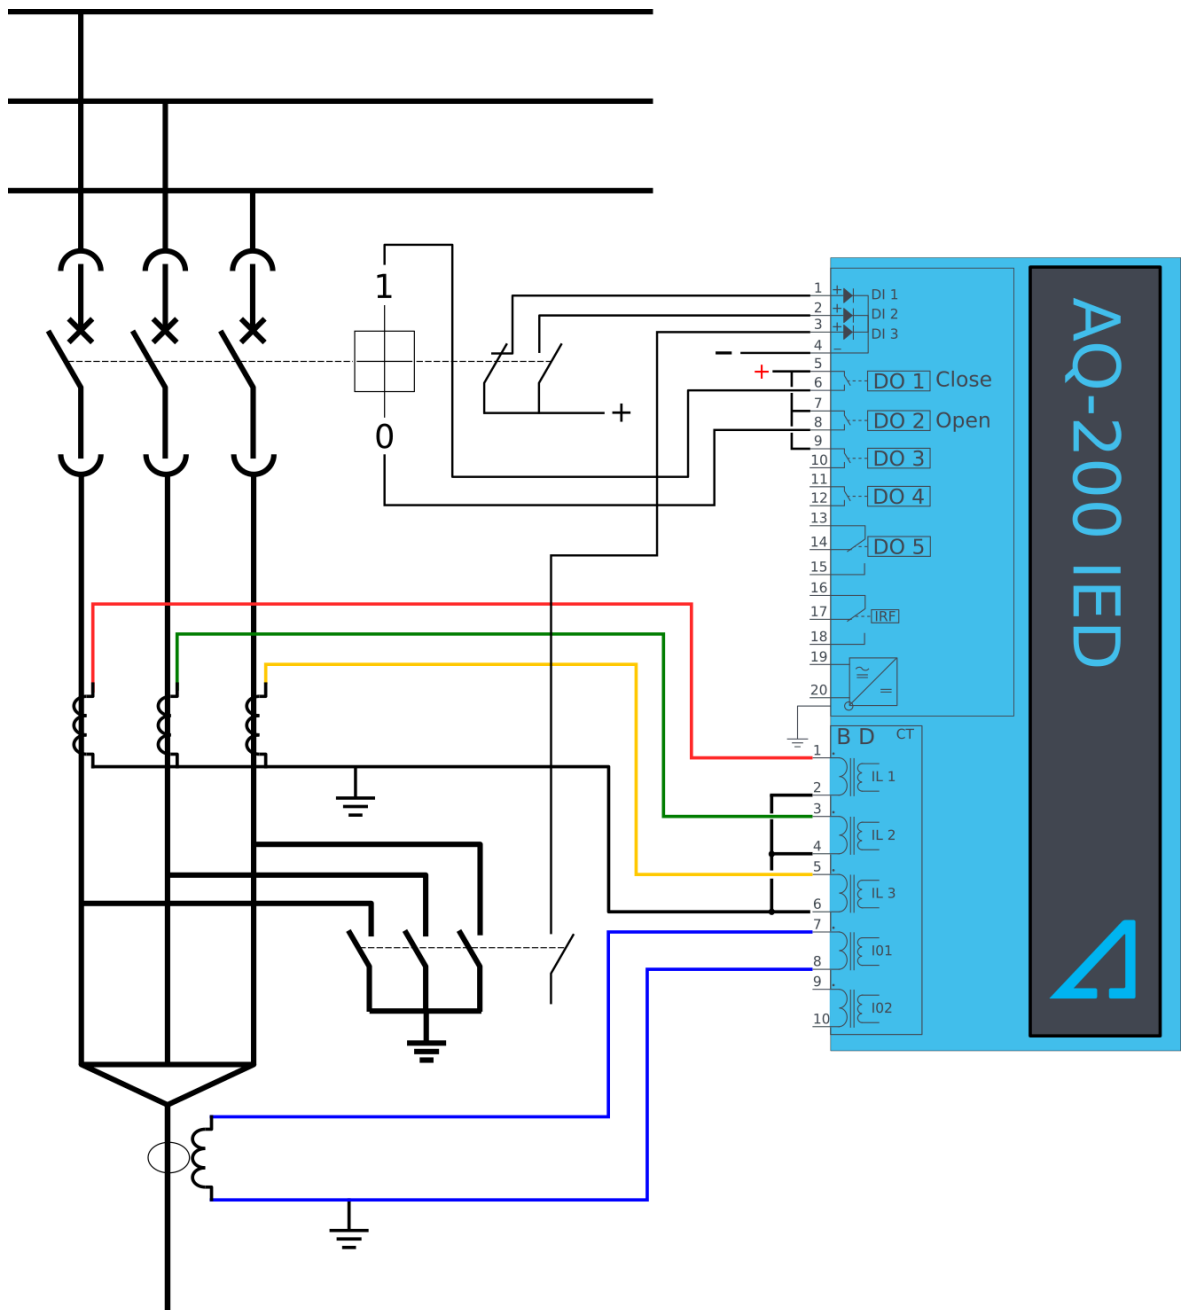 1
0
+
−
+
1 + DI 1
2 + DI 2
3 + DI 3
4 −
5
6 DO 1 Close
7
8 DO 2 Open
9
10 DO 3
11
12 DO 4
13
14 DO 5
15
16
17 IRF
18
19
20
B D CT
1
IL 1
2
3
IL 2
4
5
IL 3
6
7
I01
8
9
I02
10
AQ-200 IED